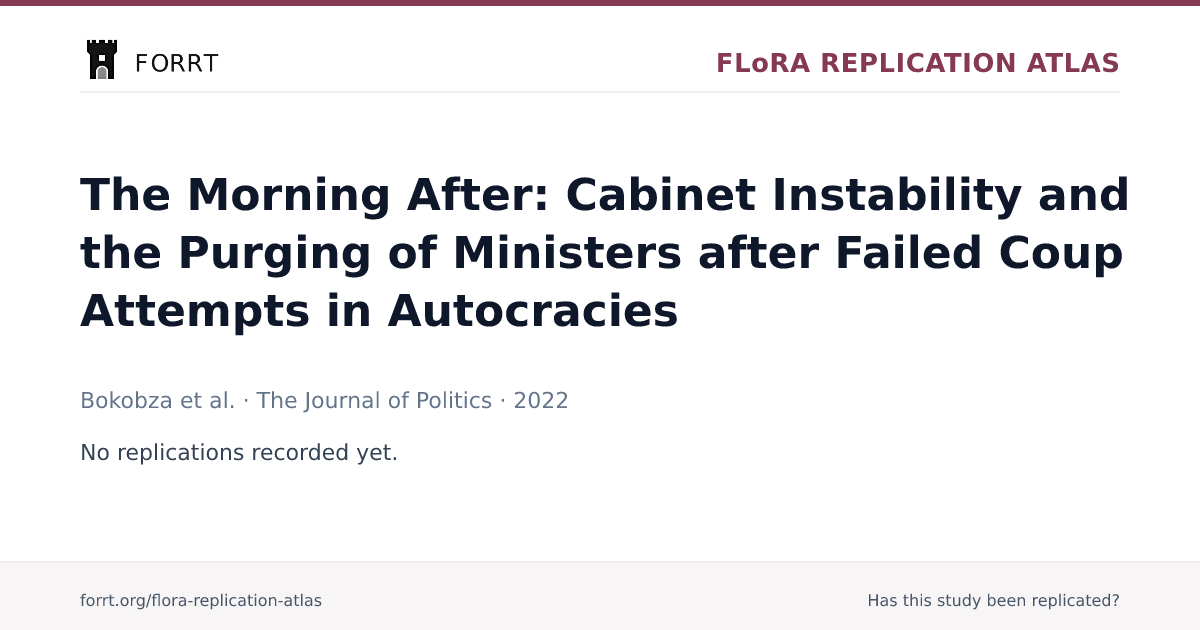 FORRT
FLoRA REPLICATION ATLAS
The Morning After: Cabinet Instability and
the Purging of Ministers after Failed Coup
Attempts in Autocracies
Bokobza et al. · The Journal of Politics · 2022
No replications recorded yet.
forrt.org/flora-replication-atlas
Has this study been replicated?